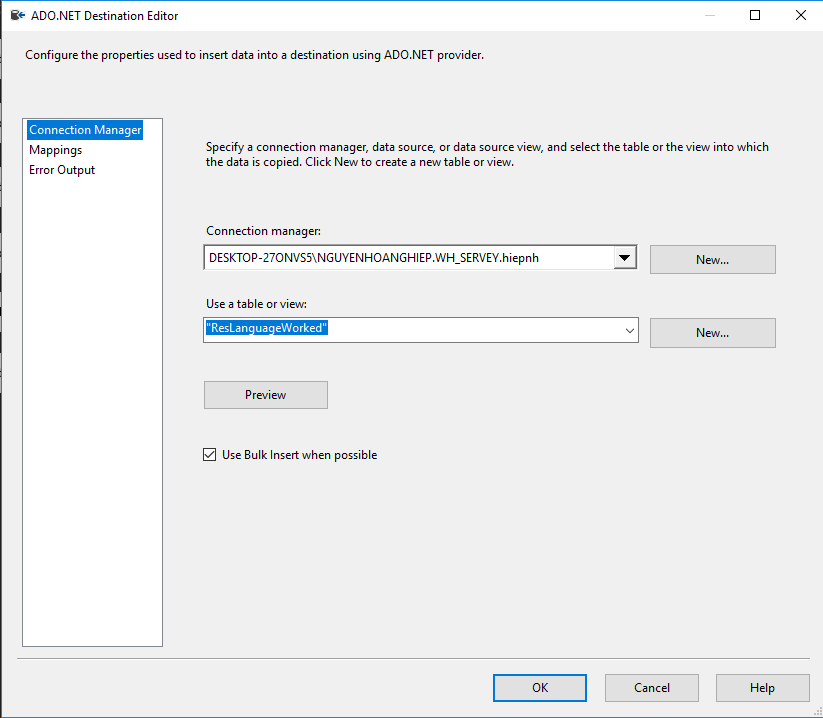 ADO.NET Destination Editor
Configure the properties used to insert data into a destination using ADO.NET provider.
Connection Manager
Mappings
Error Output
Specify a connection manager, data source, or data source view, and select the table or the view into which
the data is copied. Click New to create a new table or view.
Connection manager:
DESKTOP-27ONVS5\NGUYENHOANGHIEP.WH_SERVEY.hiepnh
New...
Use a table or view:
"ResLanguageWorked"
New...
Preview
Use Bulk Insert when possible
OK
Cancel
Help